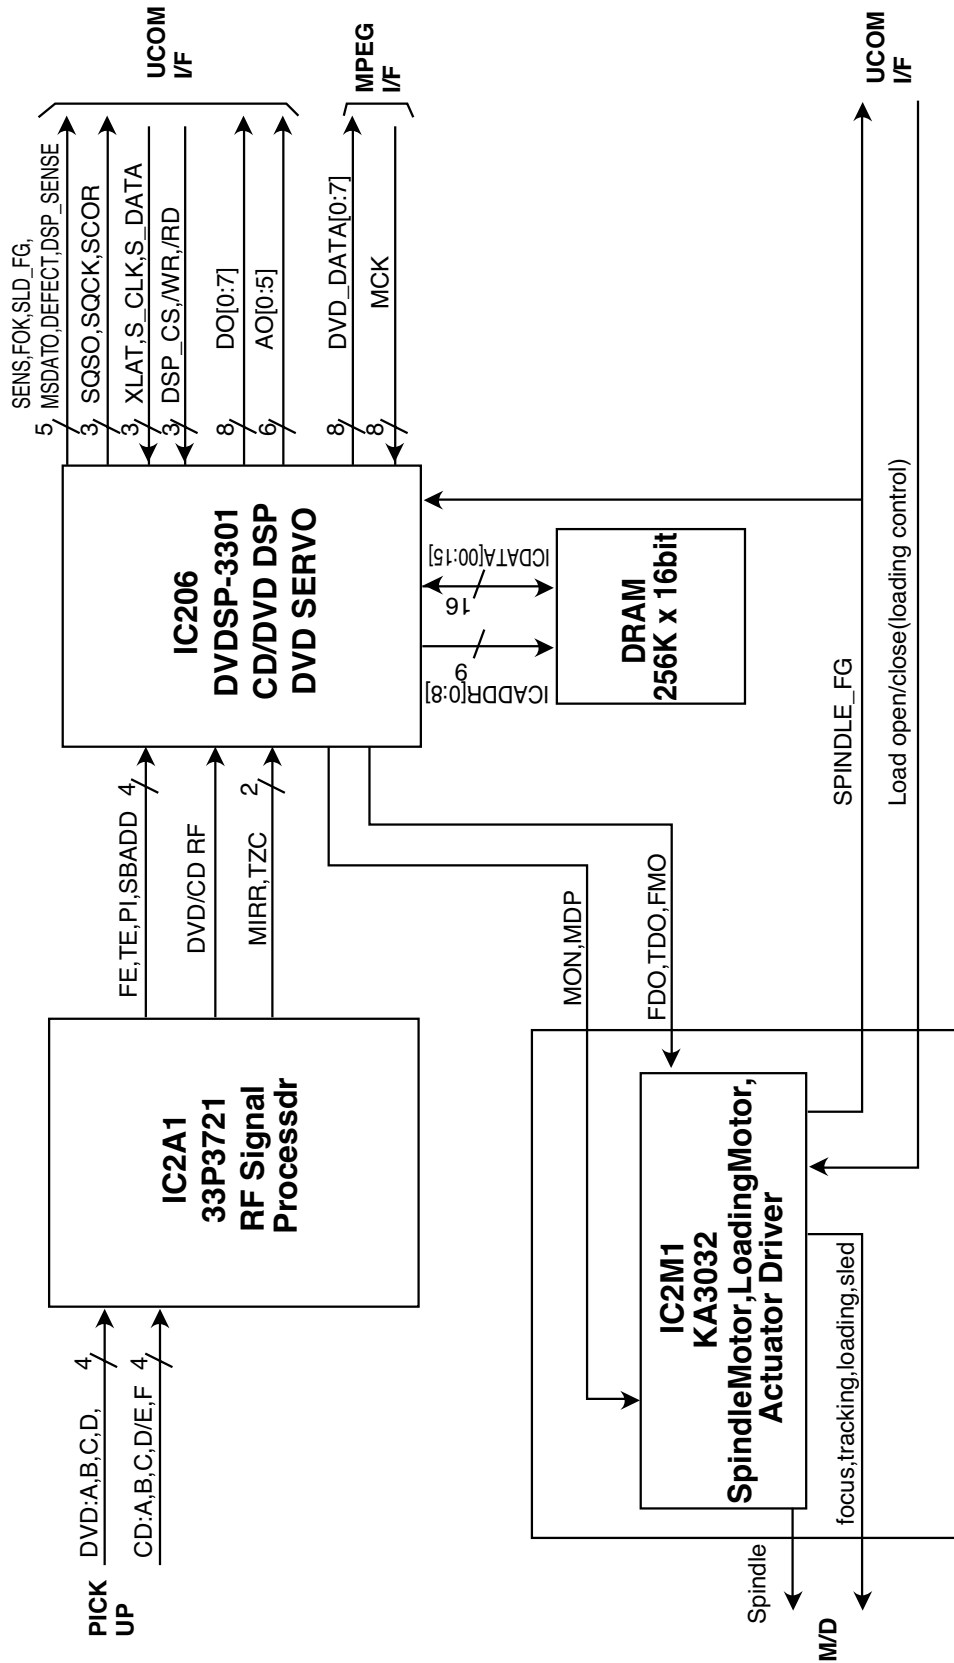 PICK
UP
DVD:A,B,C,D,
4
CD:A,B,C,D/E,F
4
IC2A1
33P3721
RF Signal
Processdr
FE,TE,PI,SBADD
4
DVD/CD RF
MIRR,TZC
2
IC206
DVDSP-3301
CD/DVD DSP
DVD SERVO
SENS,FOK,SLD_FG,
MSDATO,DEFECT,DSP_SENSE
5
SQSO,SQCK,SCOR
3
XLAT,S_CLK,S_DATA
3
DSP_CS,/WR,/RD
3
DO[0:7]
8
AO[0:5]
6
UCOM
I/F
DVD_DATA[0:7]
8
MCK
8
MPEG
I/F
ICADDR[0:8]
9
16
ICDATA[00:15]
DRAM
256K x 16bit
MON,MDP
FDO,TDO,FMO
IC2M1
KA3032
SpindleMotor,LoadingMotor,
Actuator Driver
Spindle
focus,tracking,loading,sled
M/D
SPINDLE_FG
Load open/close(loading control)
UCOM
I/F